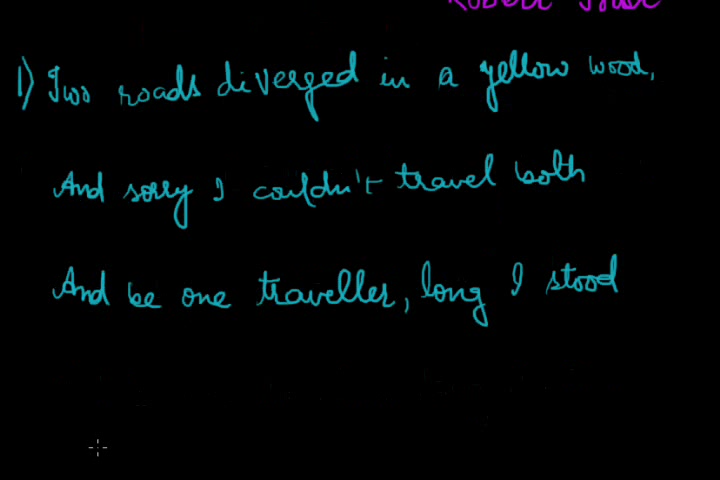 1) Two roads diverged in a yellow wood,
And sorry I couldn't travel both
And be one traveller, long I stood